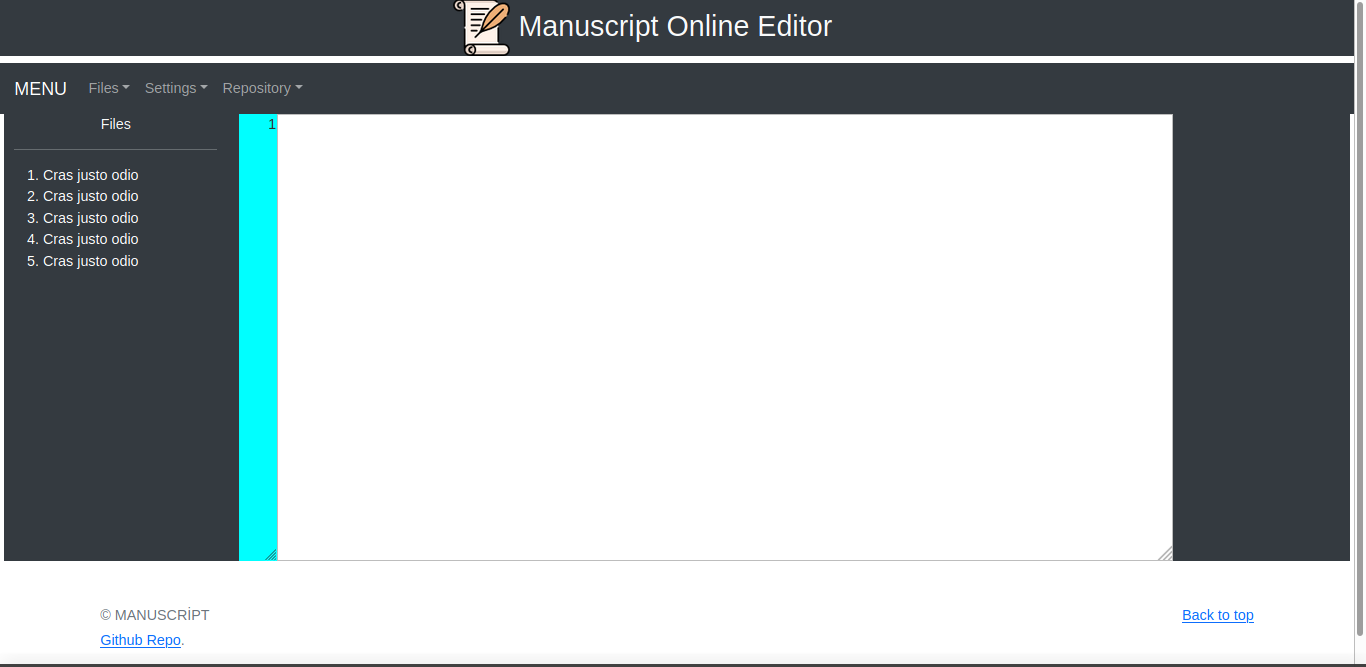 Manuscript Online Editor
MENU Files Settings Repository
Files
1. Cras justo odio
2. Cras justo odio
3. Cras justo odio
4. Cras justo odio
5. Cras justo odio
1
© MANUSCRİPT
Github Repo.
Back to top